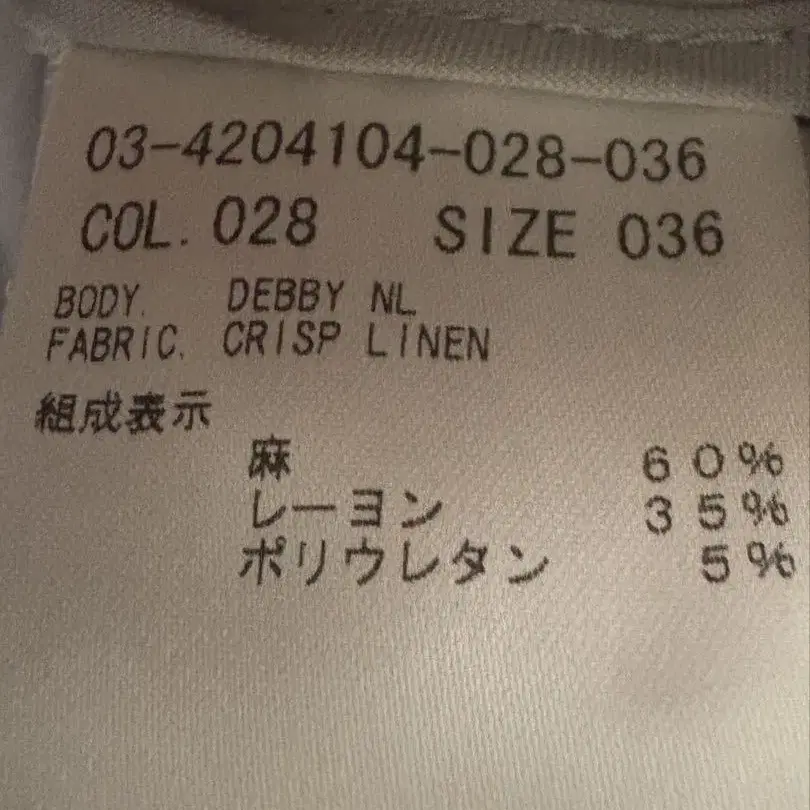 03-4204104-028-036
COL. 028 SIZE 036
BODY. DEBBY NL
FABRIC. CRISP LINEN
組成表示
麻 60%
レーヨン 35%
ポリウレタン 5%